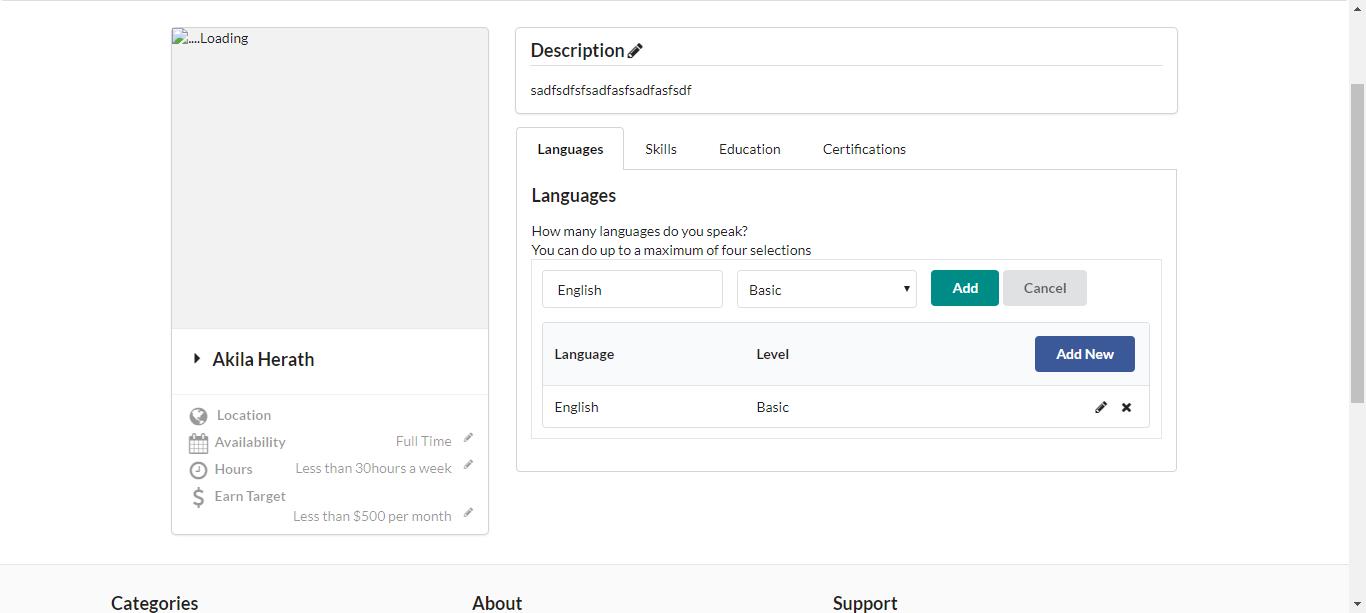 ....Loading
Akila Herath
Location
Availability Full Time
Hours Less than 30hours a week
Earn Target
Less than $500 per month
Description
sadfsdfsfsadfasfsadfasfsdf
Languages Skills Education Certifications
Languages
How many languages do you speak?
You can do up to a maximum of four selections
English Basic Add Cancel
Language Level Add New
English Basic
Categories About Support